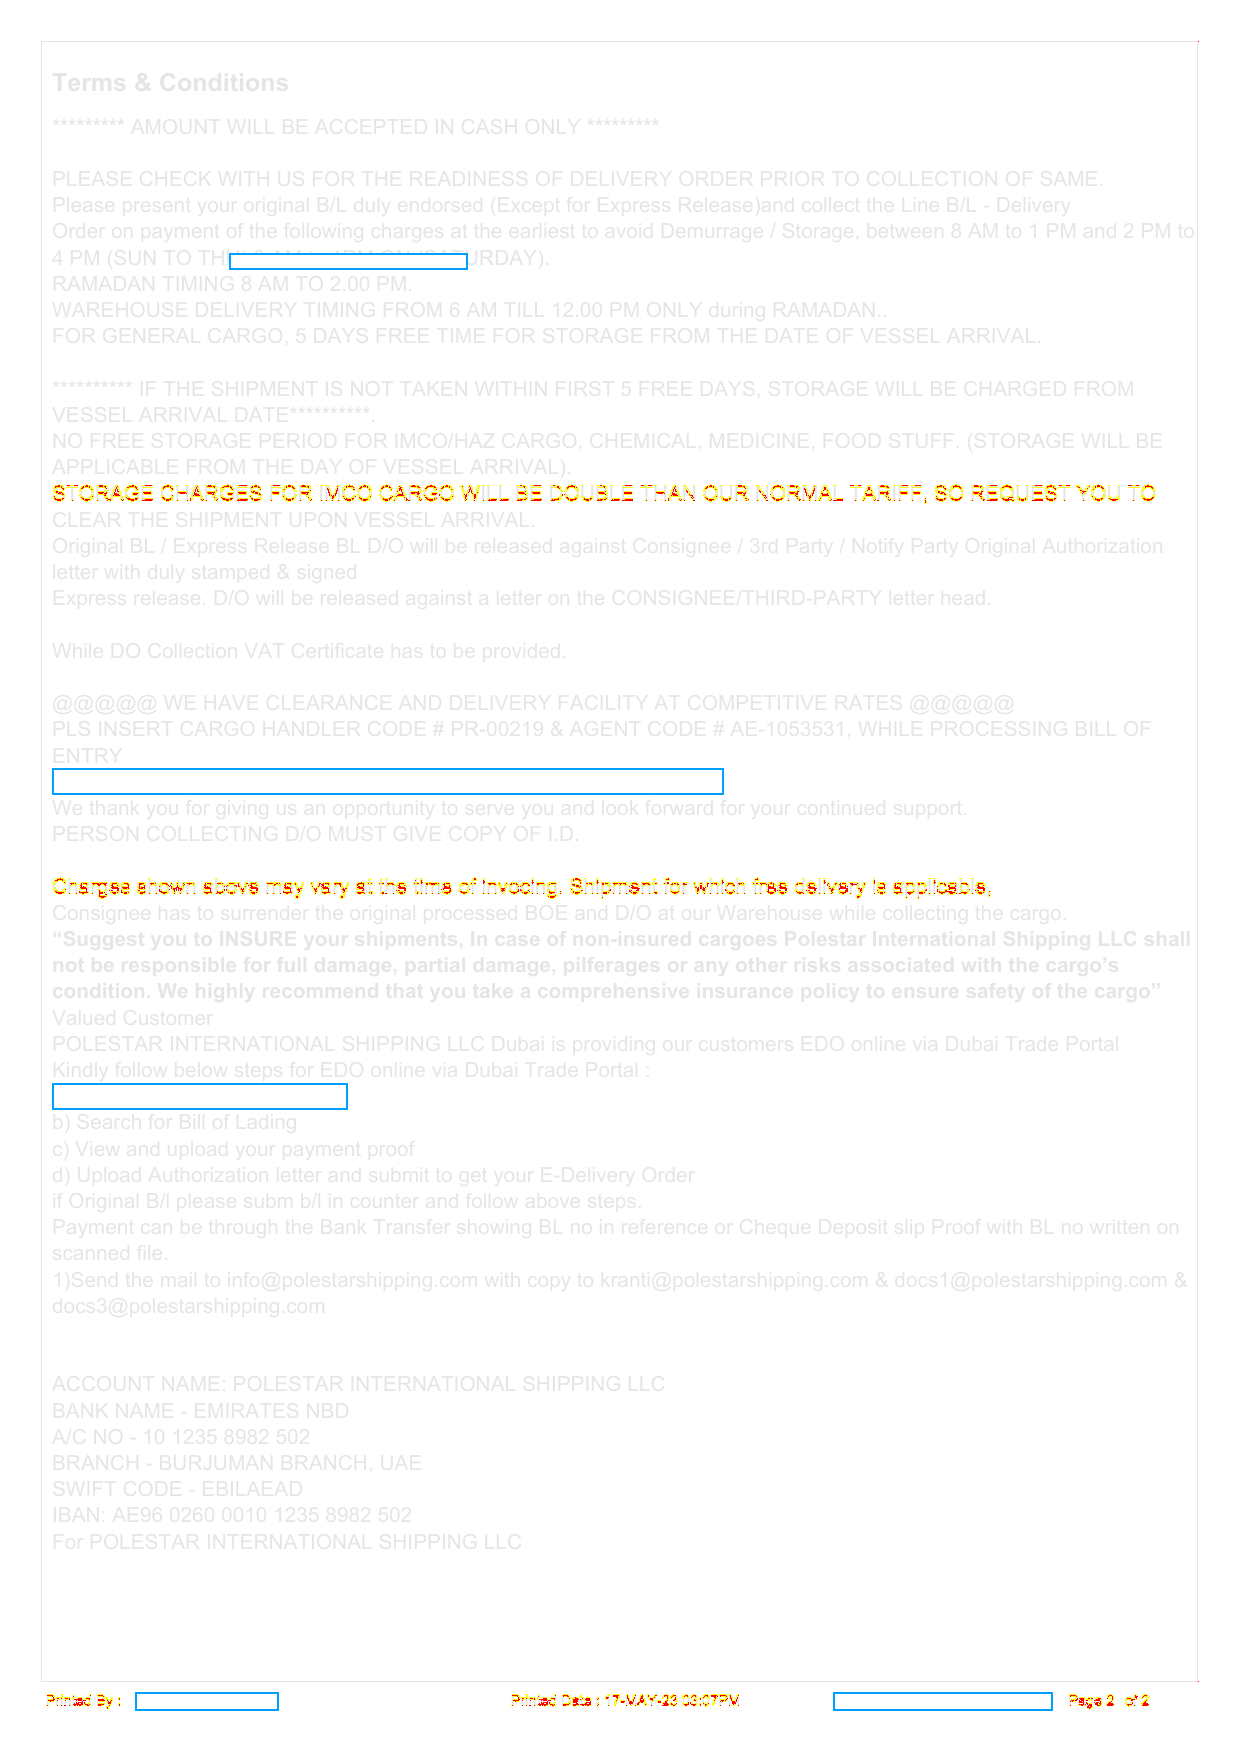 Terms & Conditions
********* AMOUNT WILL BE ACCEPTED IN CASH ONLY *********
PLEASE CHECK WITH US FOR THE READINESS OF DELIVERY ORDER PRIOR TO COLLECTION OF SAME.
Please present your original B/L duly endorsed (Except for Express Release)and collect the Line B/L - Delivery
Order on payment of the following charges at the earliest to avoid Demurrage / Storage, between 8 AM to 1 PM and 2 PM to
4 PM (SUN TO
RAMADAN TIMING 8 AM TO 2.00 PM.
WAREHOUSE DELIVERY TIMING FROM 6 AM TILL 12.00 PM ONLY during RAMADAN..
FOR GENERAL CARGO, 5 DAYS FREE TIME FOR STORAGE FROM THE DATE OF VESSEL ARRIVAL.
********** IF THE SHIPMENT IS NOT TAKEN WITHIN FIRST 5 FREE DAYS, STORAGE WILL BE CHARGED FROM
VESSEL ARRIVAL DATE**********.
NO FREE STORAGE PERIOD FOR IMCO/HAZ CARGO, CHEMICAL, MEDICINE, FOOD STUFF. (STORAGE WILL BE
APPLICABLE FROM THE DAY OF VESSEL ARRIVAL).
STORAGE CHARGES FOR IMCO CARGO WILL BE DOUBLE THAN OUR NORMAL TARIFF, SO REQUEST YOU TO
CLEAR THE SHIPMENT UPON VESSEL ARRIVAL.
Original BL / Express Release BL D/O will be released against Consignee / 3rd Party / Notify Party Original Authorization
letter with duly stamped & signed
Express release. D/O will be released against a letter on the CONSIGNEE/THIRD-PARTY letter head.
While DO Collection VAT Certificate has to be provided.
@@@@@ WE HAVE CLEARANCE AND DELIVERY FACILITY AT COMPETITIVE RATES @@@@@
PLS INSERT CARGO HANDLER CODE # PR-00219 & AGENT CODE # AE-1053531, WHILE PROCESSING BILL OF
ENTRY
We thank you for giving us an opportunity to serve you and look forward for your continued support.
PERSON COLLECTING D/O MUST GIVE COPY OF I.D.
Charges shown above may vary at the time of invocing. Shipment for which free delivery is applicable,
Consignee has to surrender the original processed BOE and D/O at our Warehouse while collecting the cargo.
“Suggest you to INSURE your shipments, In case of non-insured cargoes Polestar International Shipping LLC shall
not be responsible for full damage, partial damage, pilferages or any other risks associated with the cargo’s
condition. We highly recommend that you take a comprehensive insurance policy to ensure safety of the cargo”
Valued Customer
POLESTAR INTERNATIONAL SHIPPING LLC Dubai is providing our customers EDO online via Dubai Trade Portal
Kindly follow below steps for EDO online via Dubai Trade Portal :
b) Search for Bill of Lading
c) View and upload your payment proof
d) Upload Authorization letter and submit to get your E-Delivery Order
if Original B/l please subm b/l in counter and follow above steps.
Payment can be through the Bank Transfer showing BL no in reference or Cheque Deposit slip Proof with BL no written on
scanned file.
1)Send the mail to info@polestarshipping.com with copy to kranti@polestarshipping.com & docs1@polestarshipping.com &
docs3@polestarshipping.com
ACCOUNT NAME: POLESTAR INTERNATIONAL SHIPPING LLC
BANK NAME - EMIRATES NBD
A/C NO - 10 1235 8982 502
BRANCH - BURJUMAN BRANCH, UAE
SWIFT CODE - EBILAEAD
IBAN: AE96 0260 0010 1235 8982 502
For POLESTAR INTERNATIONAL SHIPPING LLC
Printed By : Printed Date : 17-MAY-23 03:07PM Page 2 of 2